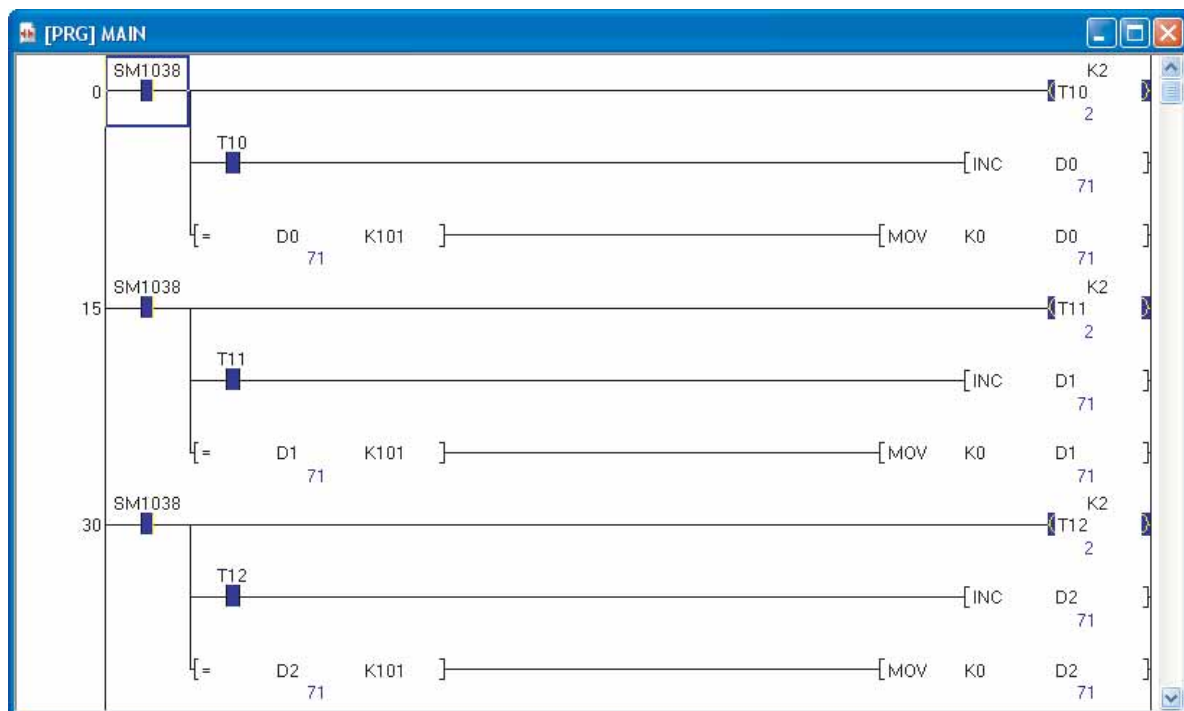 [PRG] MAIN
SM1038 K2
0 T10
2
T10
[INC D0 ]
71
[= D0 K101 ] [MOV K0 D0 ]
71 71
SM1038 K2
15 T11
2
T11
[INC D1 ]
71
[= D1 K101 ] [MOV K0 D1 ]
71 71
SM1038 K2
30 T12
2
T12
[INC D2 ]
71
[= D2 K101 ] [MOV K0 D2 ]
71 71